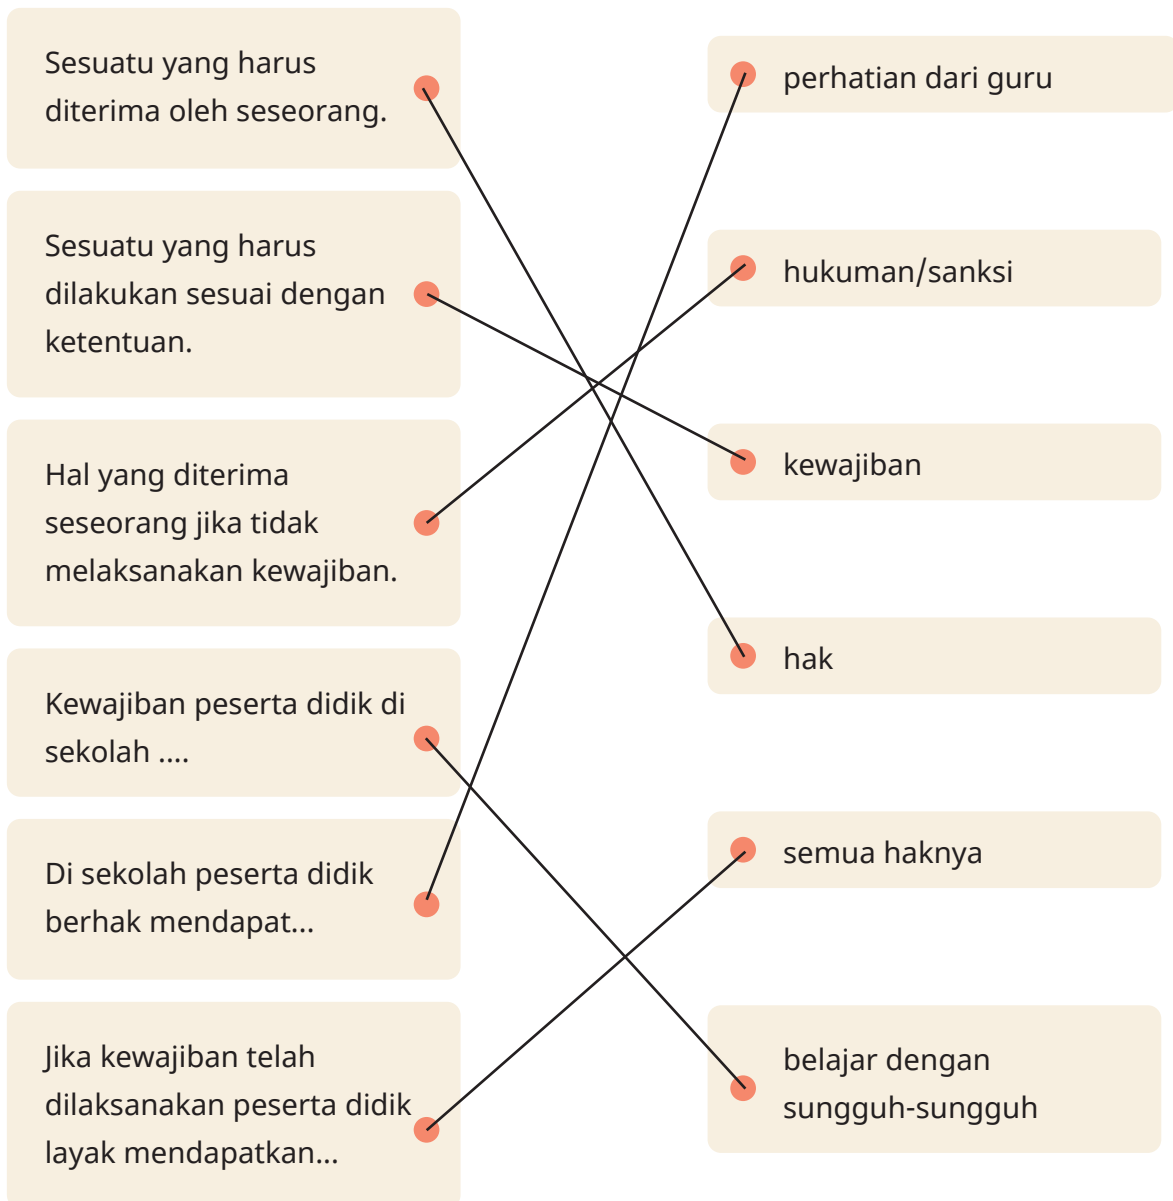 Sesuatu yang harus
diterima oleh seseorang.
Sesuatu yang harus
dilakukan sesuai dengan
ketentuan.
Hal yang diterima
seseorang jika tidak
melaksanakan kewajiban.
Kewajiban peserta didik di
sekolah ....
Di sekolah peserta didik
berhak mendapat...
Jika kewajiban telah
dilaksanakan peserta didik
layak mendapatkan...
perhatian dari guru
hukuman/sanksi
kewajiban
hak
semua haknya
belajar dengan
sungguh-sungguh